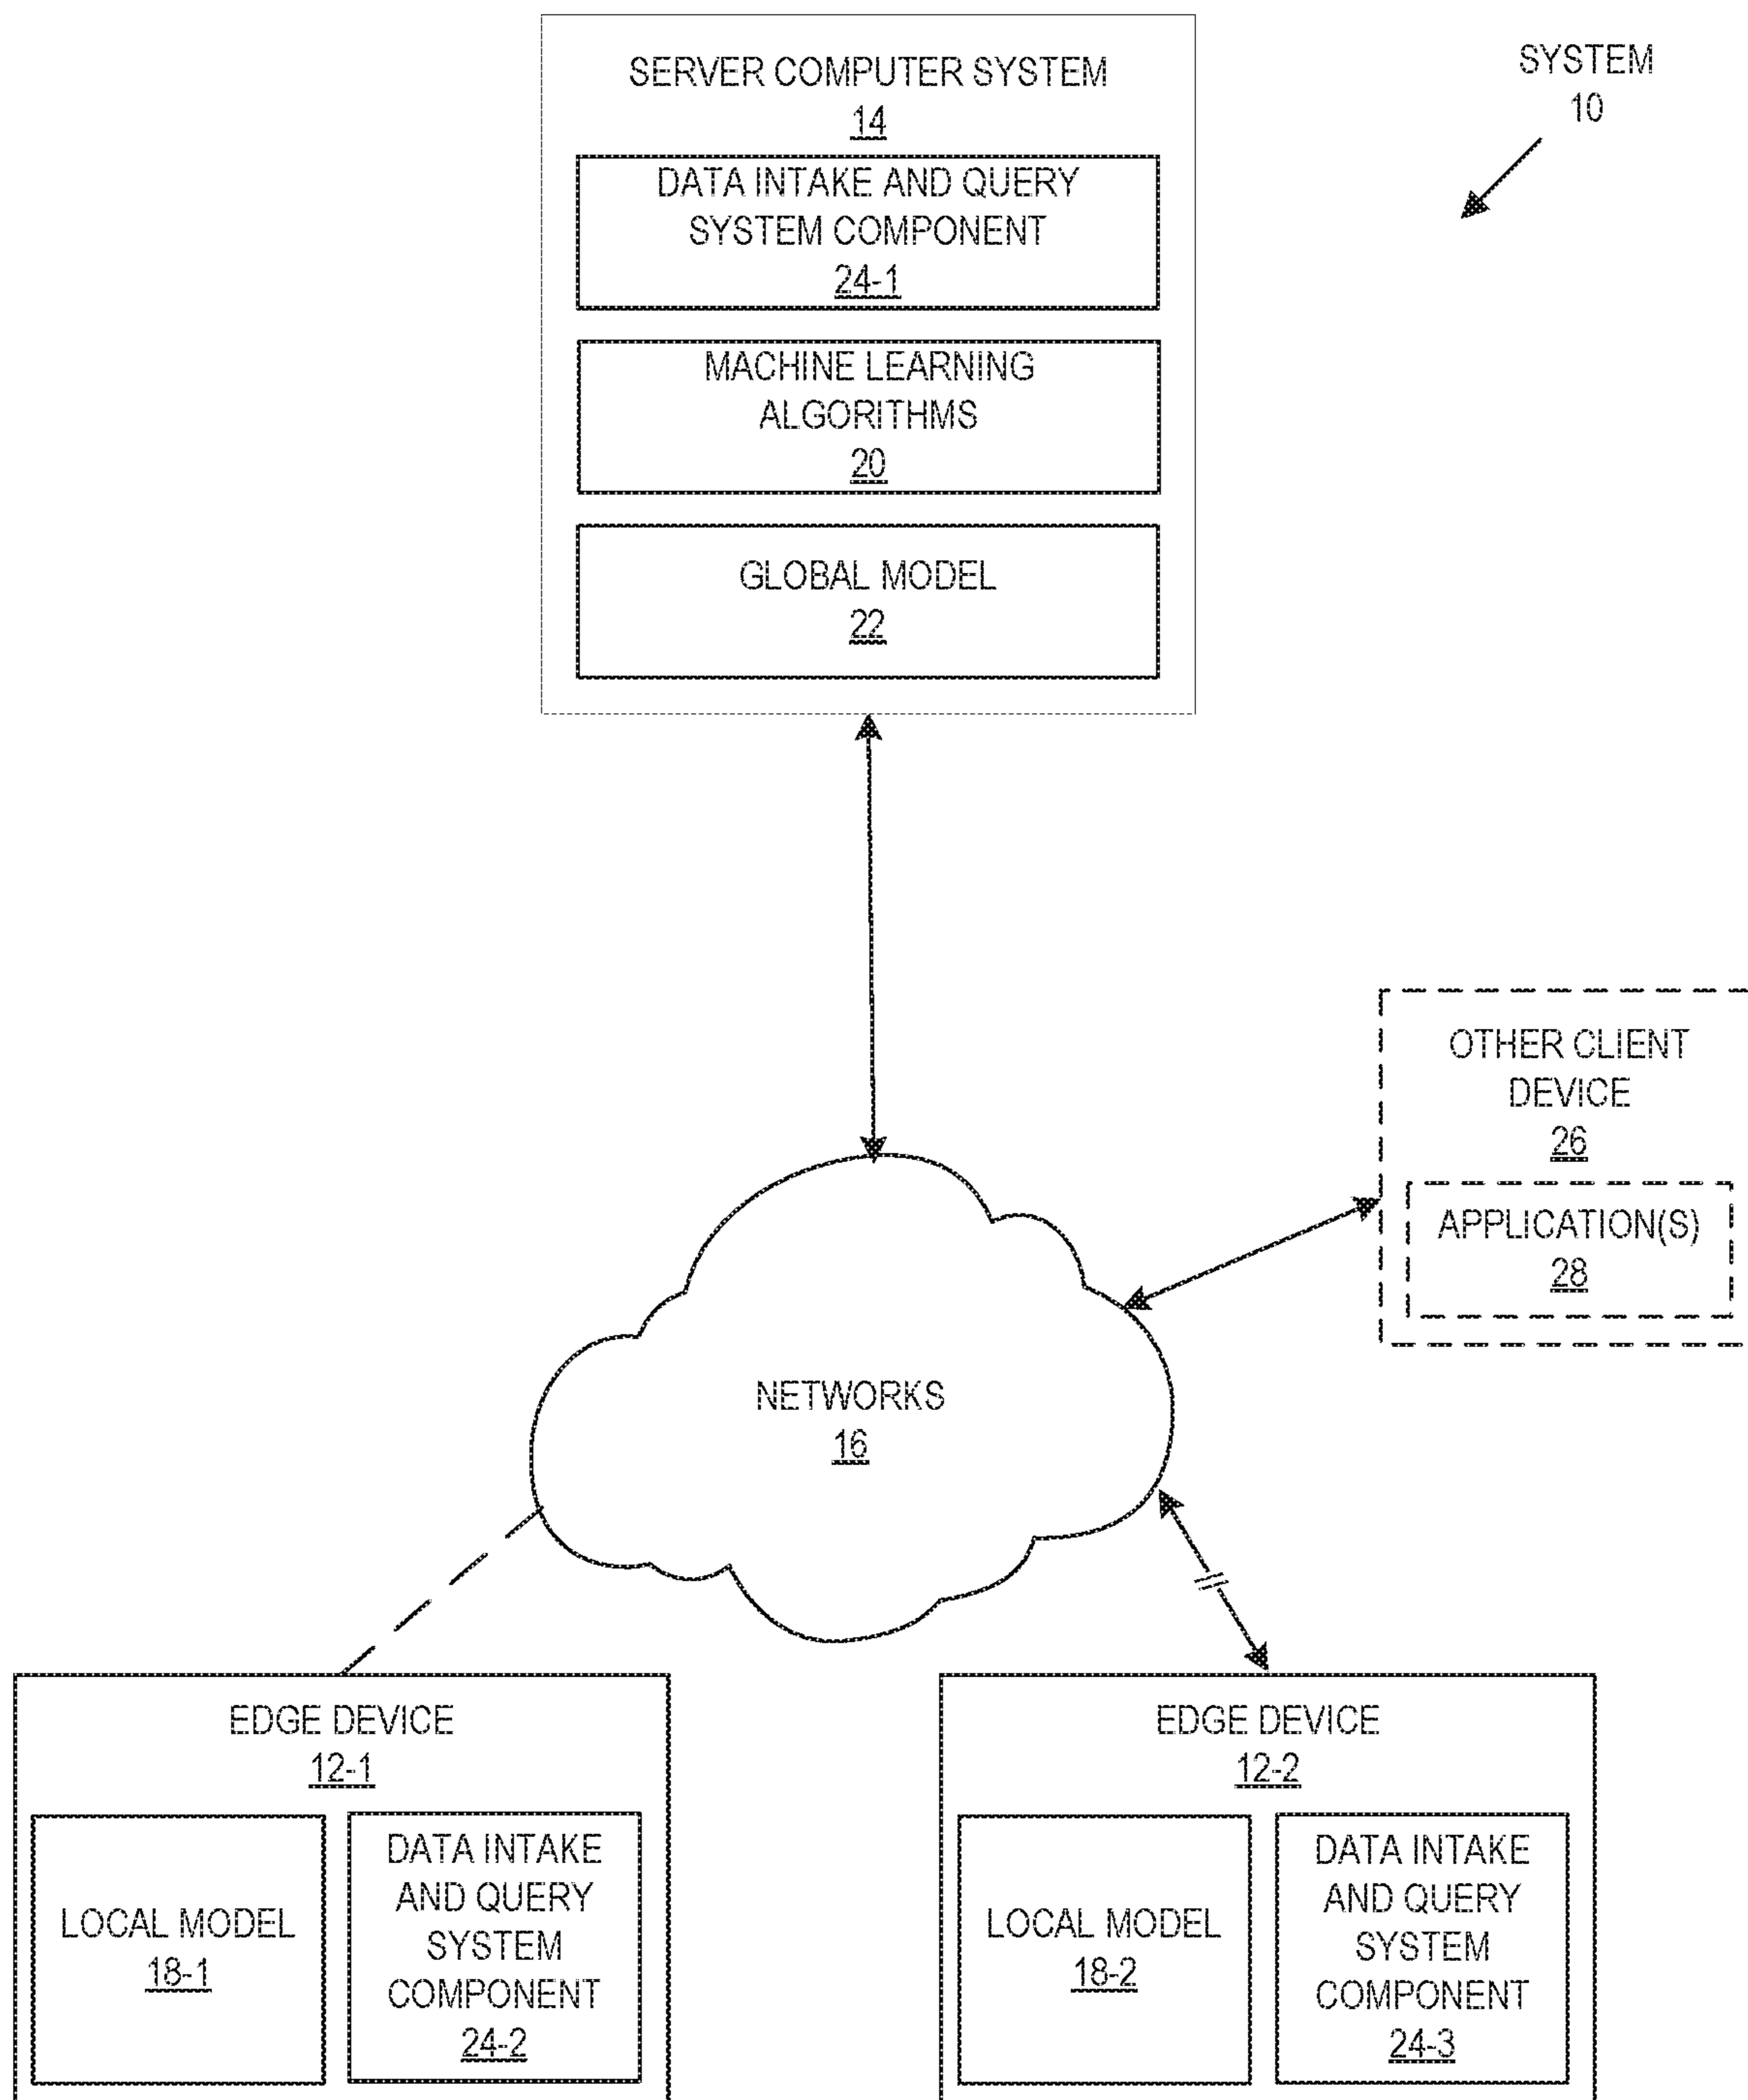 SERVER COMPUTER SYSTEM
14
DATA INTAKE AND QUERY
SYSTEM COMPONENT
24-1
MACHINE LEARNING
ALGORITHMS
20
GLOBAL MODEL
22
SYSTEM
10
OTHER CLIENT
DEVICE
26
APPLICATION(S)
28
NETWORKS
16
EDGE DEVICE
12-1
LOCAL MODEL
18-1
DATA INTAKE
AND QUERY
SYSTEM
COMPONENT
24-2
EDGE DEVICE
12-2
LOCAL MODEL
18-2
DATA INTAKE
AND QUERY
SYSTEM
COMPONENT
24-3